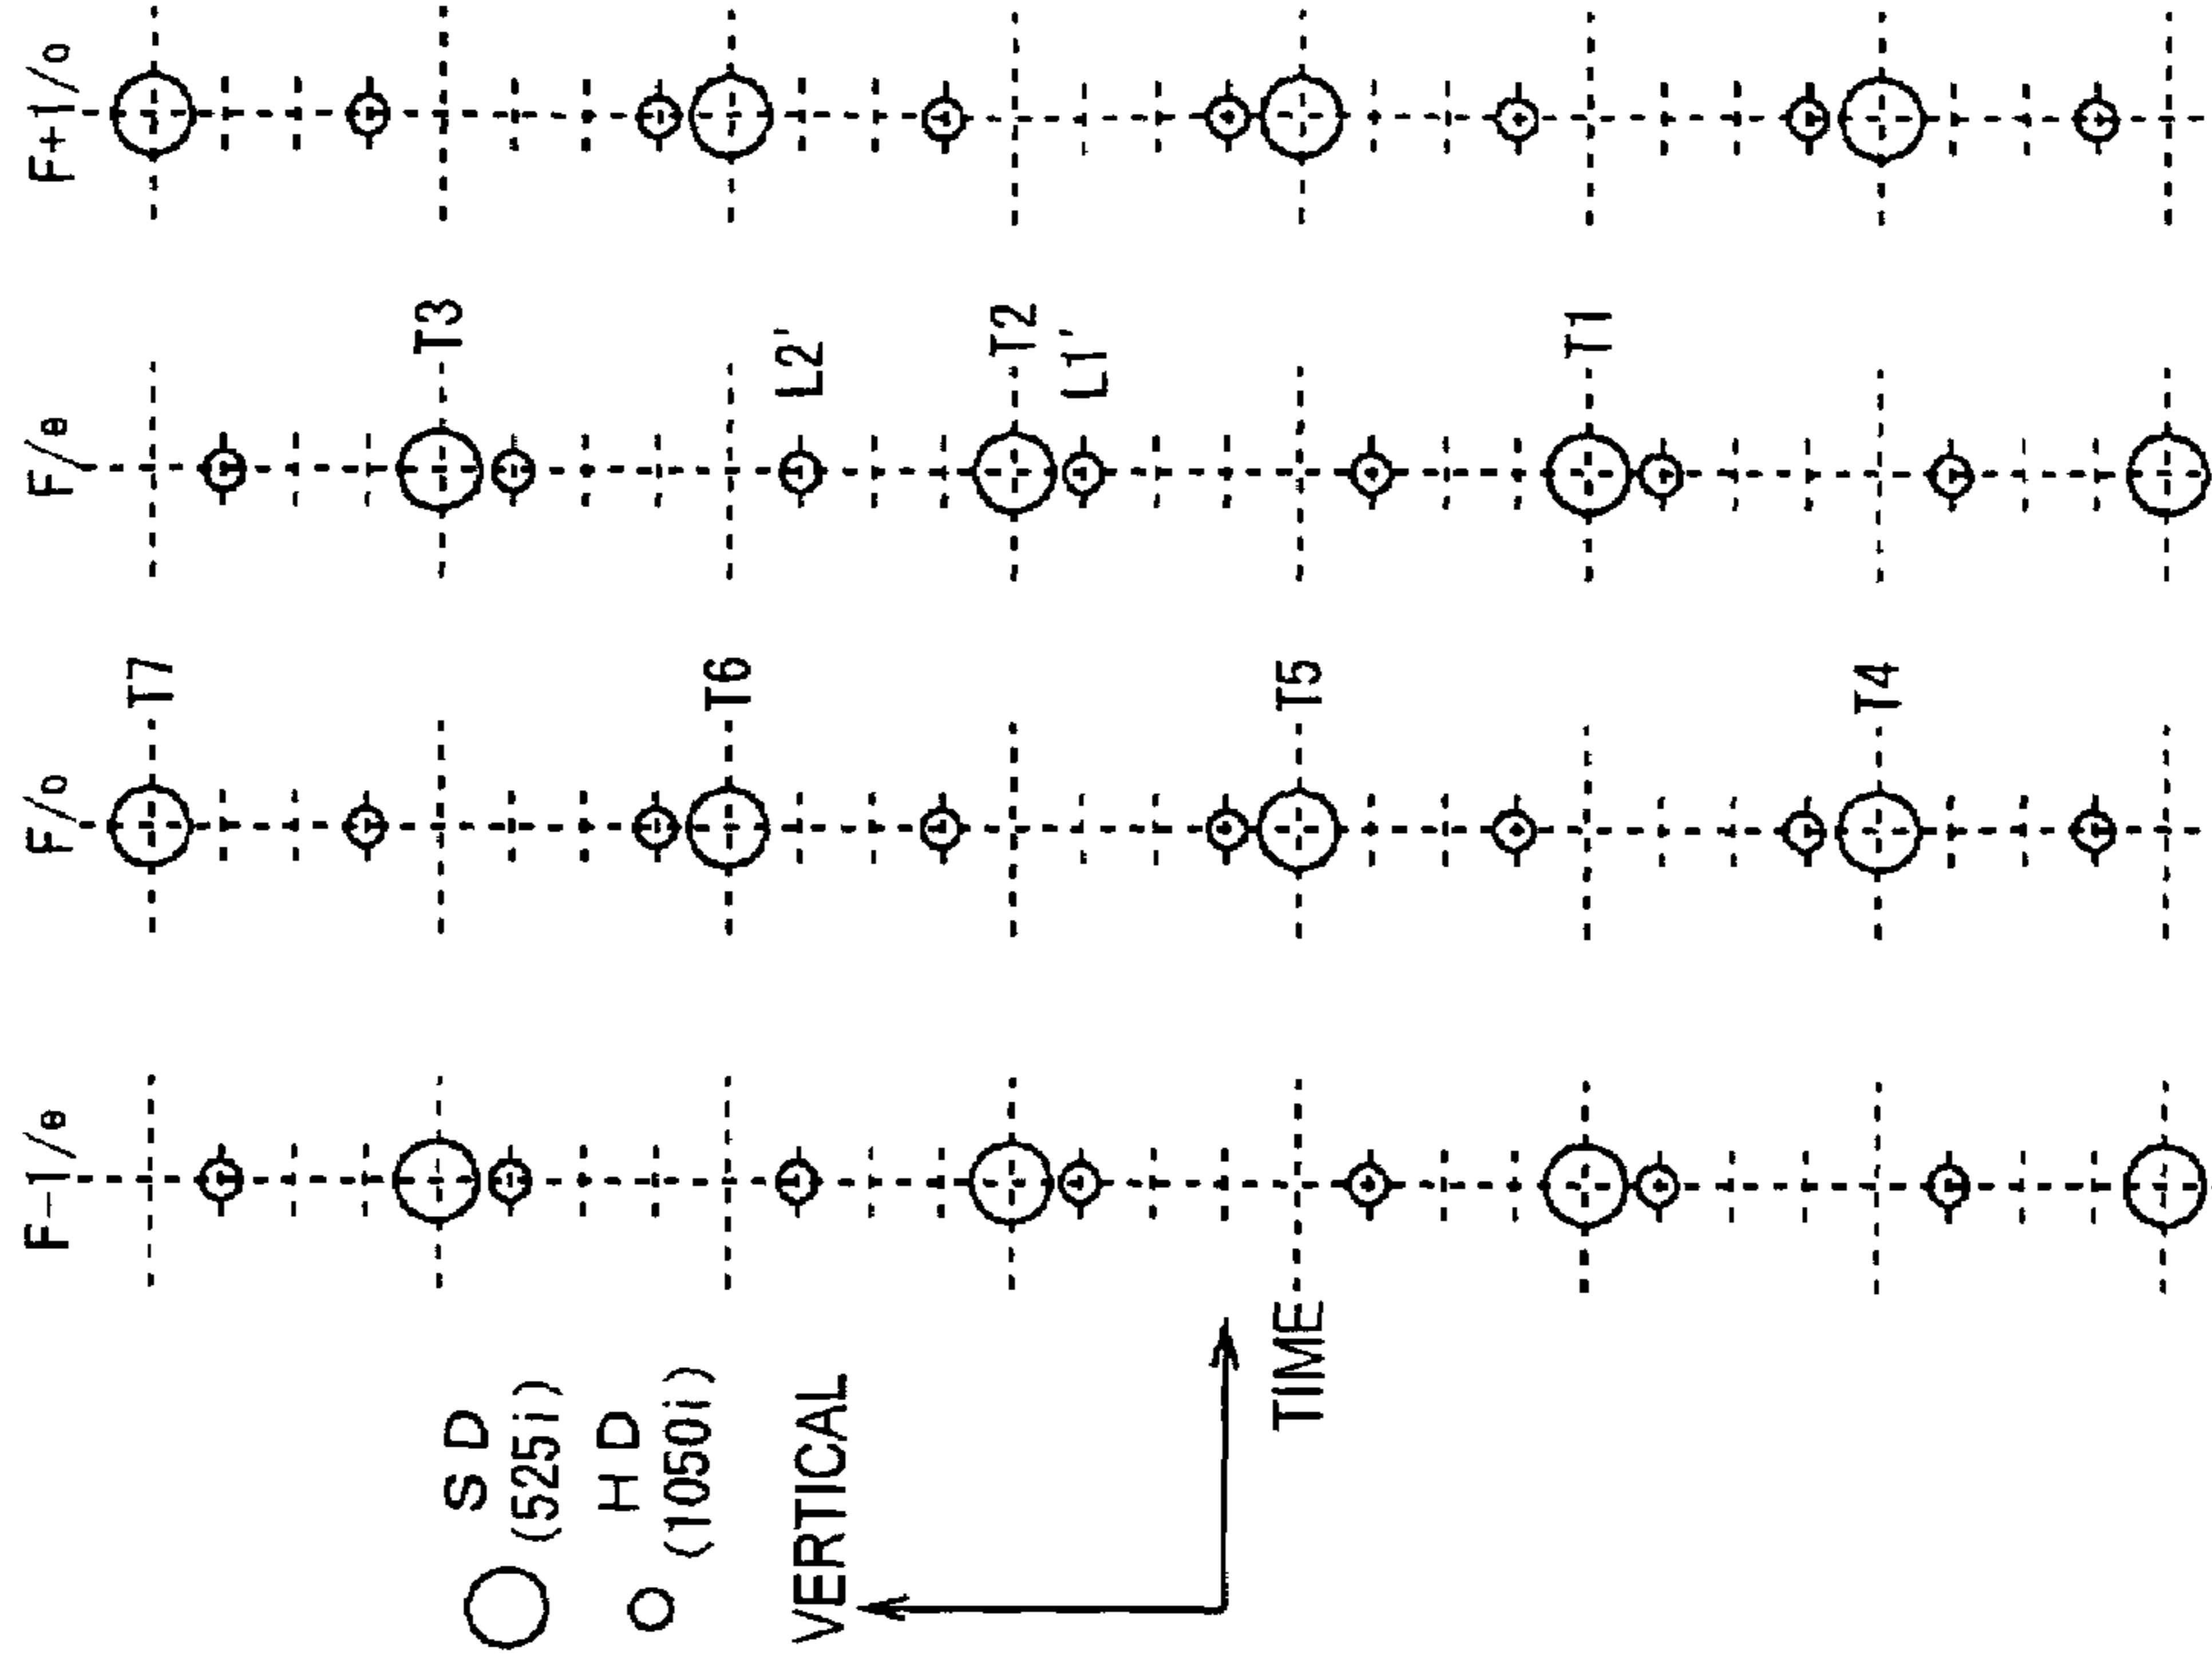 F-1/e
F/o
F/e
F+1/o
T7
T3
SD
(525i)
HD
(1050i)
T6
VERTICAL
L2'
T2
L1'
TIME
T5
T1
T4